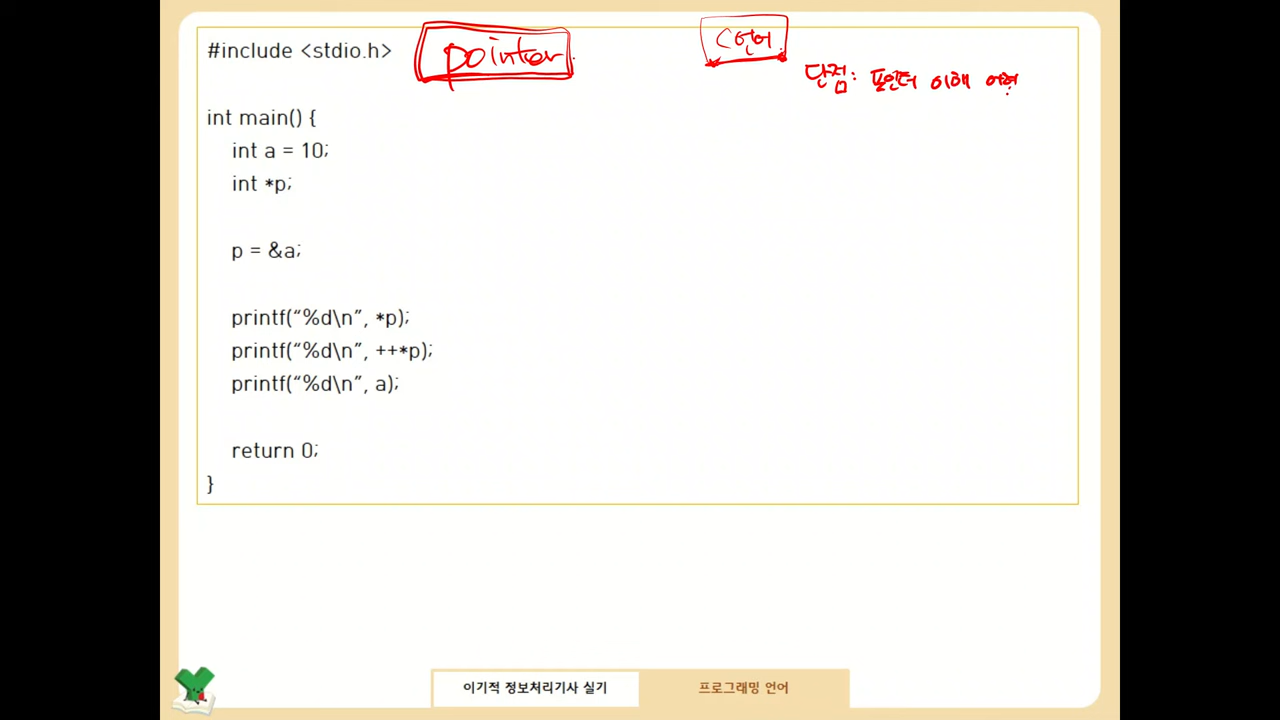 #include <stdio.h>
pointer
C언어
단점: 포인터 이해 어렵
int main() {
int a = 10;
int *p;
p = &a;
printf(“%d\n”, *p);
printf(“%d\n”, ++*p);
printf(“%d\n”, a);
return 0;
}
이기적 정보처리기사 실기
프로그래밍 언어